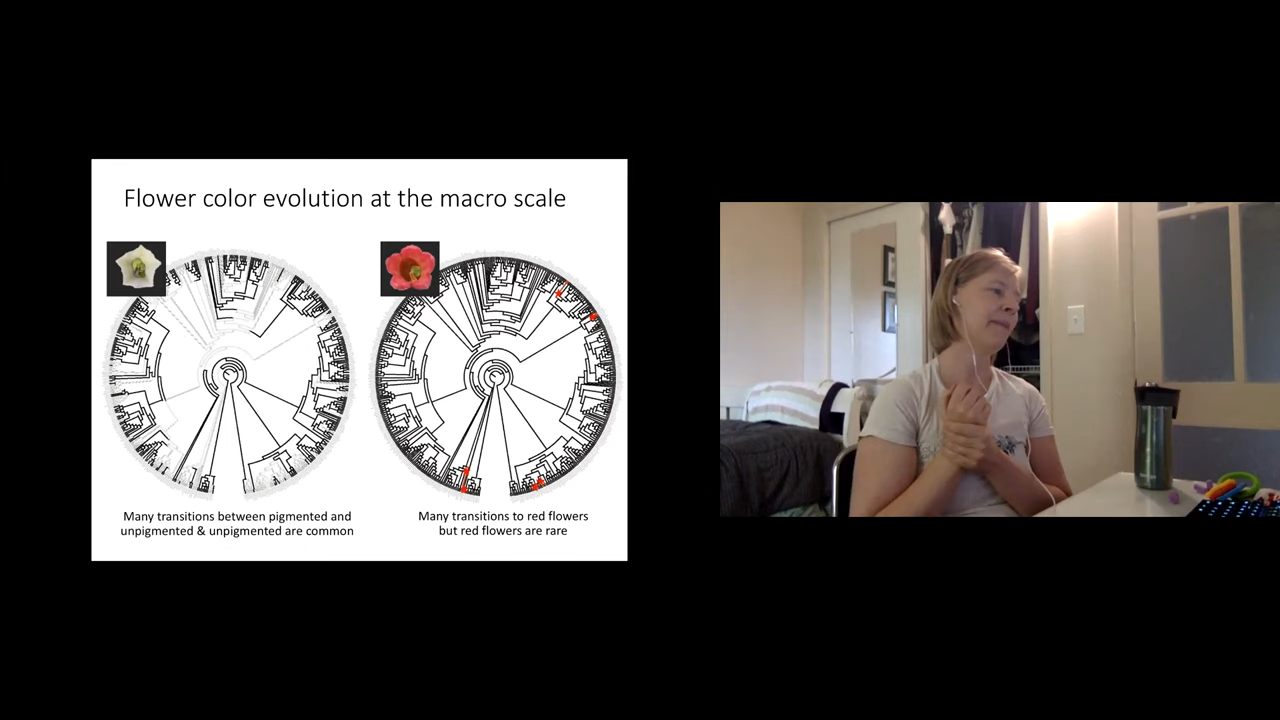 Flower color evolution at the macro scale
Many transitions between pigmented and
unpigmented & unpigmented are common
Many transitions to red flowers
but red flowers are rare